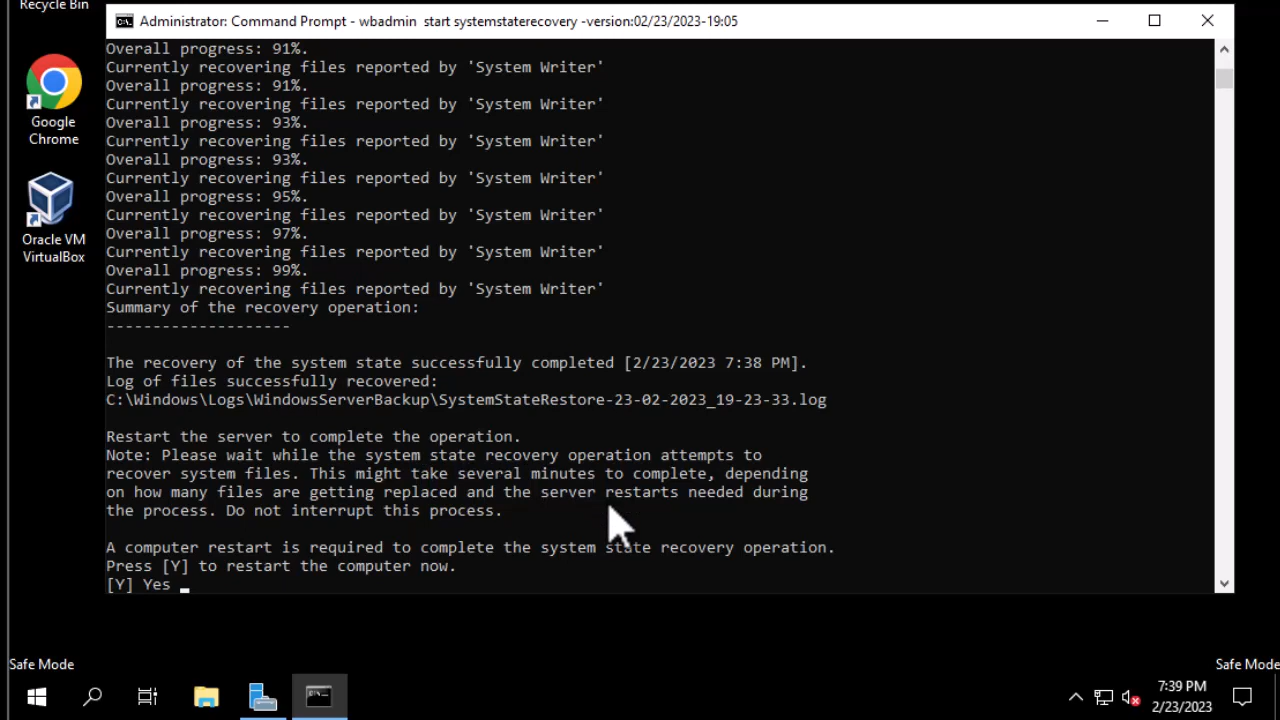 Recycle Bin
Administrator: Command Prompt - wbadmin  start systemstaterecovery -version:02/23/2023-19:05
Google
Chrome
Oracle VM
VirtualBox
Overall progress: 91%.
Currently recovering files reported by 'System Writer'
Overall progress: 91%.
Currently recovering files reported by 'System Writer'
Overall progress: 93%.
Currently recovering files reported by 'System Writer'
Overall progress: 93%.
Currently recovering files reported by 'System Writer'
Overall progress: 95%.
Currently recovering files reported by 'System Writer'
Overall progress: 97%.
Currently recovering files reported by 'System Writer'
Overall progress: 99%.
Currently recovering files reported by 'System Writer'
Summary of the recovery operation:
--------------------
The recovery of the system state successfully completed [2/23/2023 7:38 PM].
Log of files successfully recovered:
C:\Windows\Logs\WindowsServerBackup\SystemStateRestore-23-02-2023_19-23-33.log
Restart the server to complete the operation.
Note: Please wait while the system state recovery operation attempts to
recover system files. This might take several minutes to complete, depending
on how many files are getting replaced and the server restarts needed during
the process. Do not interrupt this process.
A computer restart is required to complete the system state recovery operation.
Press [Y] to restart the computer now.
[Y] Yes
Safe Mode
Safe Mode
7:39 PM
2/23/2023